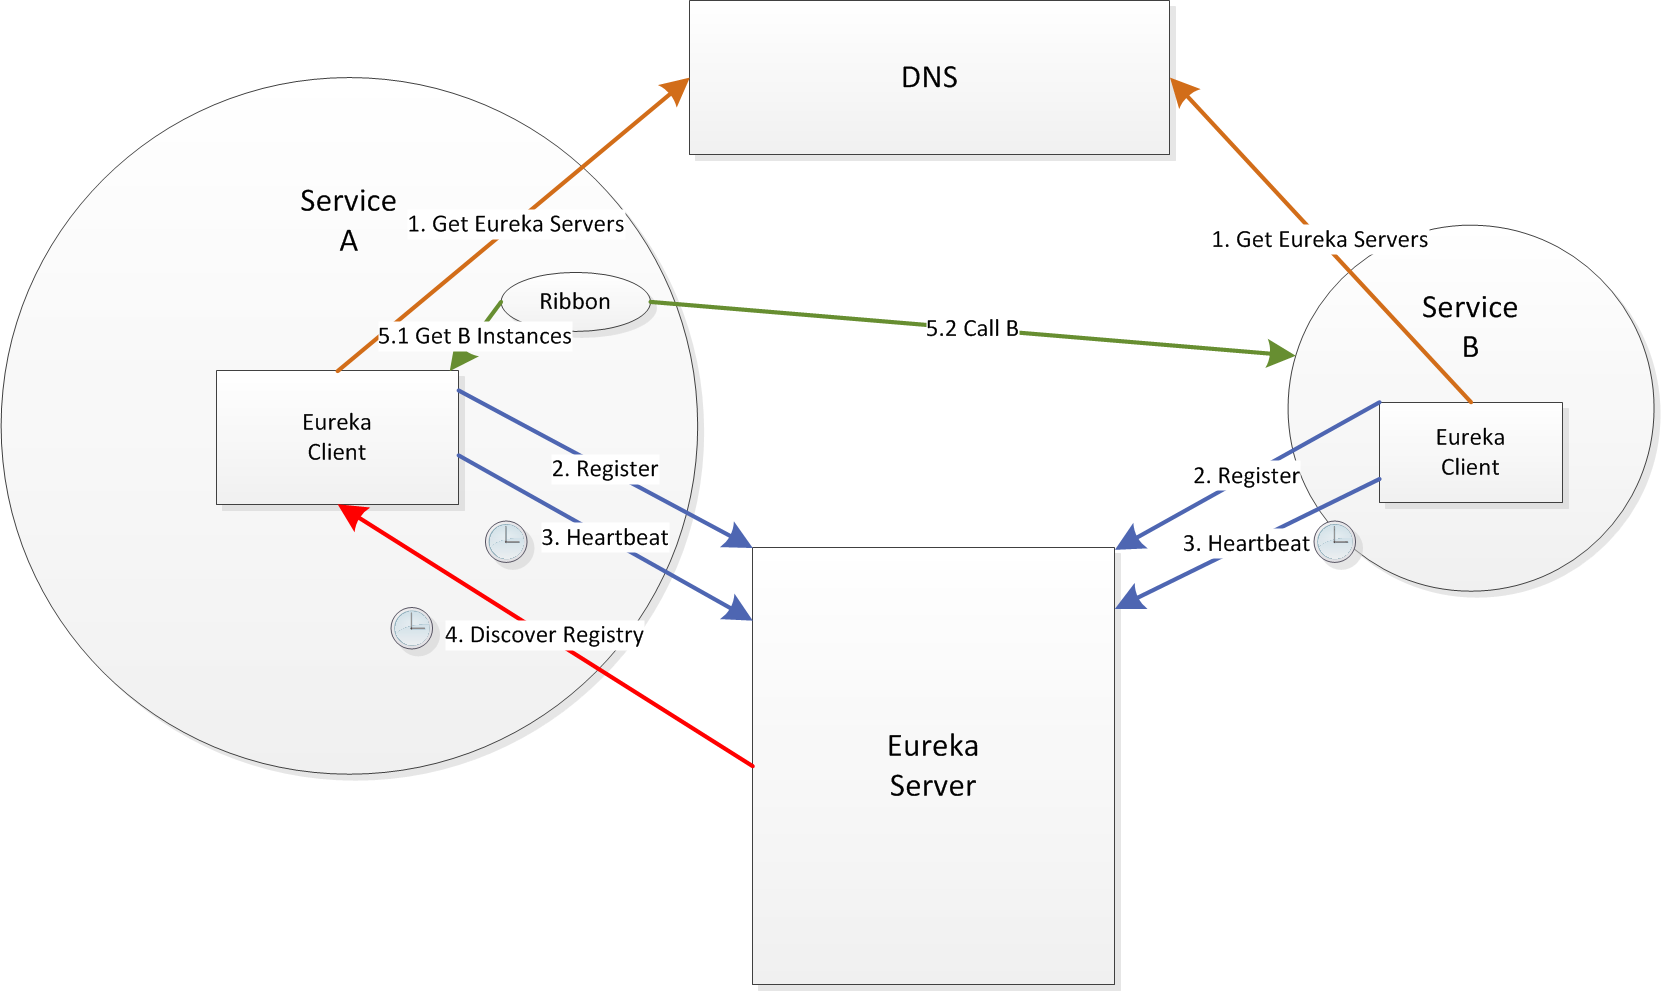 DNS
Service
A
1. Get Eureka Servers
1. Get Eureka Servers
Ribbon
Service
B
5.1 Get B Instances
5.2 Call B
Eureka
Client
Eureka
Client
2. Register
2. Register
3. Heartbeat
3. Heartbeat
4. Discover Registry
Eureka
Server